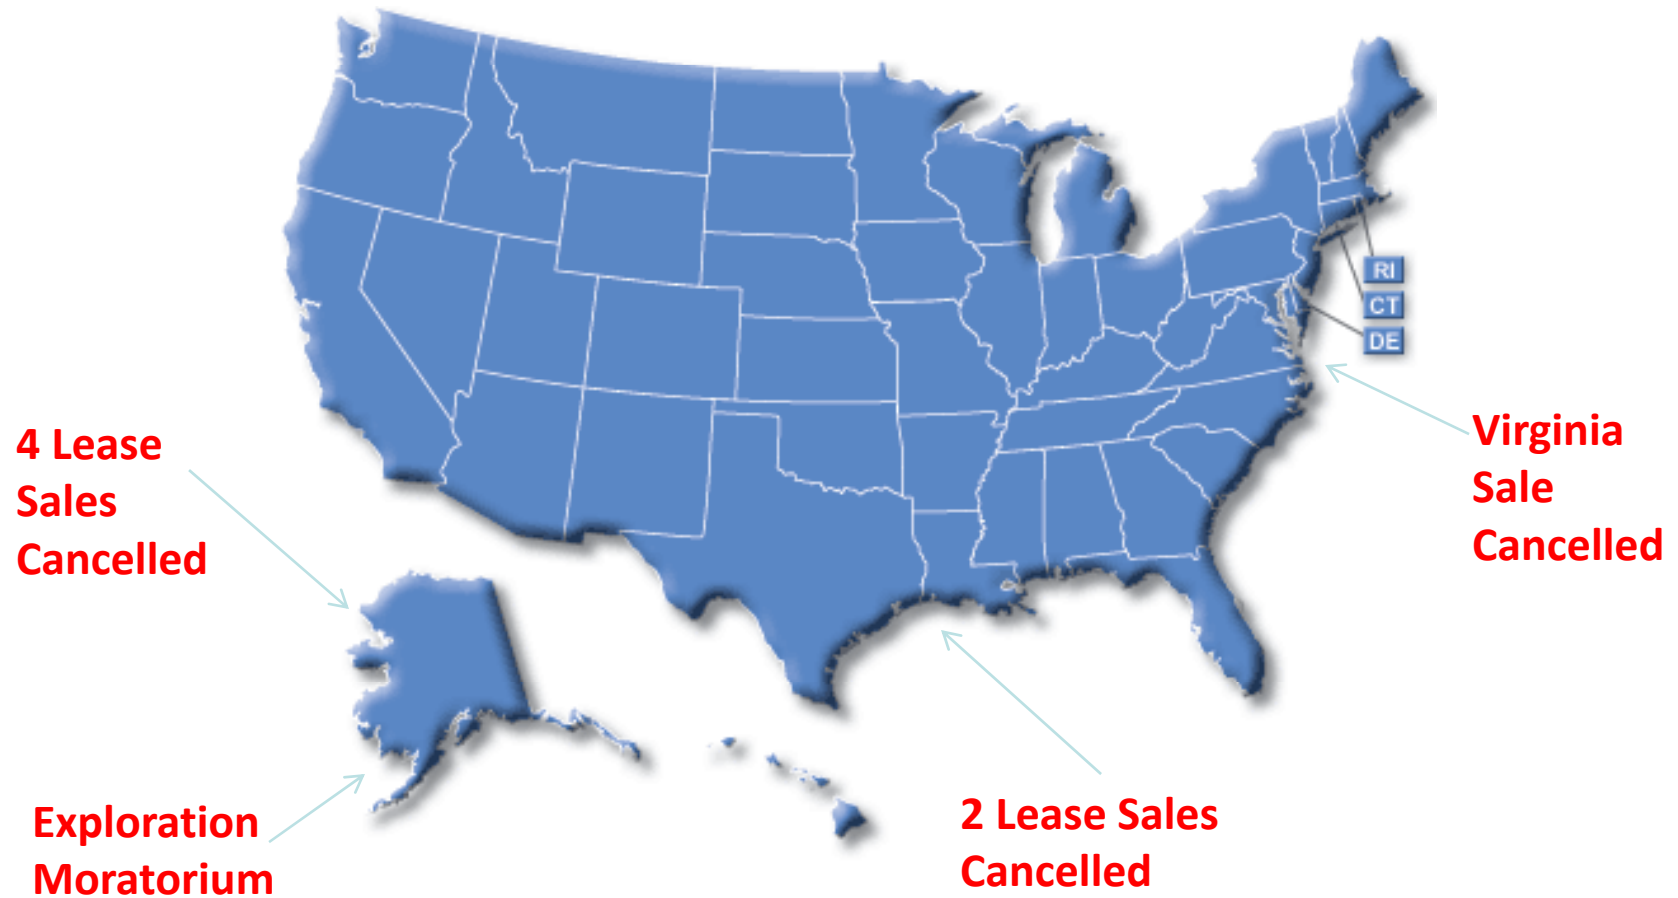 RI
CT
DE
4 Lease
Sales
Cancelled
Virginia
Sale
Cancelled
Exploration
Moratorium
2 Lease Sales
Cancelled